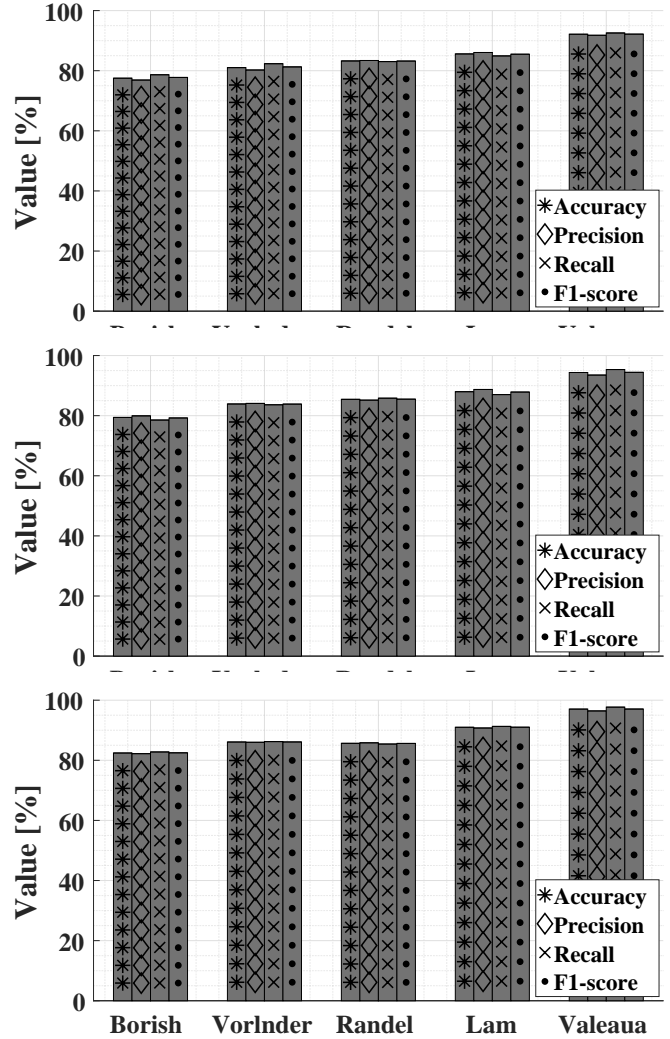 100
80
60
40
20
0
Value [%]
Accuracy
Precision
Recall
F1-score
100
80
60
40
20
0
Value [%]
Accuracy
Precision
Recall
F1-score
100
80
60
40
20
0
Value [%]
Accuracy
Precision
Recall
F1-score
Borish Vorlnder Randel Lam Valeaua